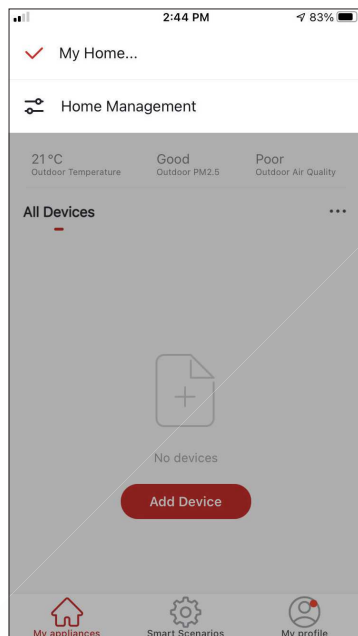 2:44 PM
83%
My Home...
Home Management
21°C
Good
Poor
Outdoor Temperature
Outdoor PM2.5
Outdoor Air Quality
All Devices
No devices
Add Device
My appliances
Smart Scenarios
My profile